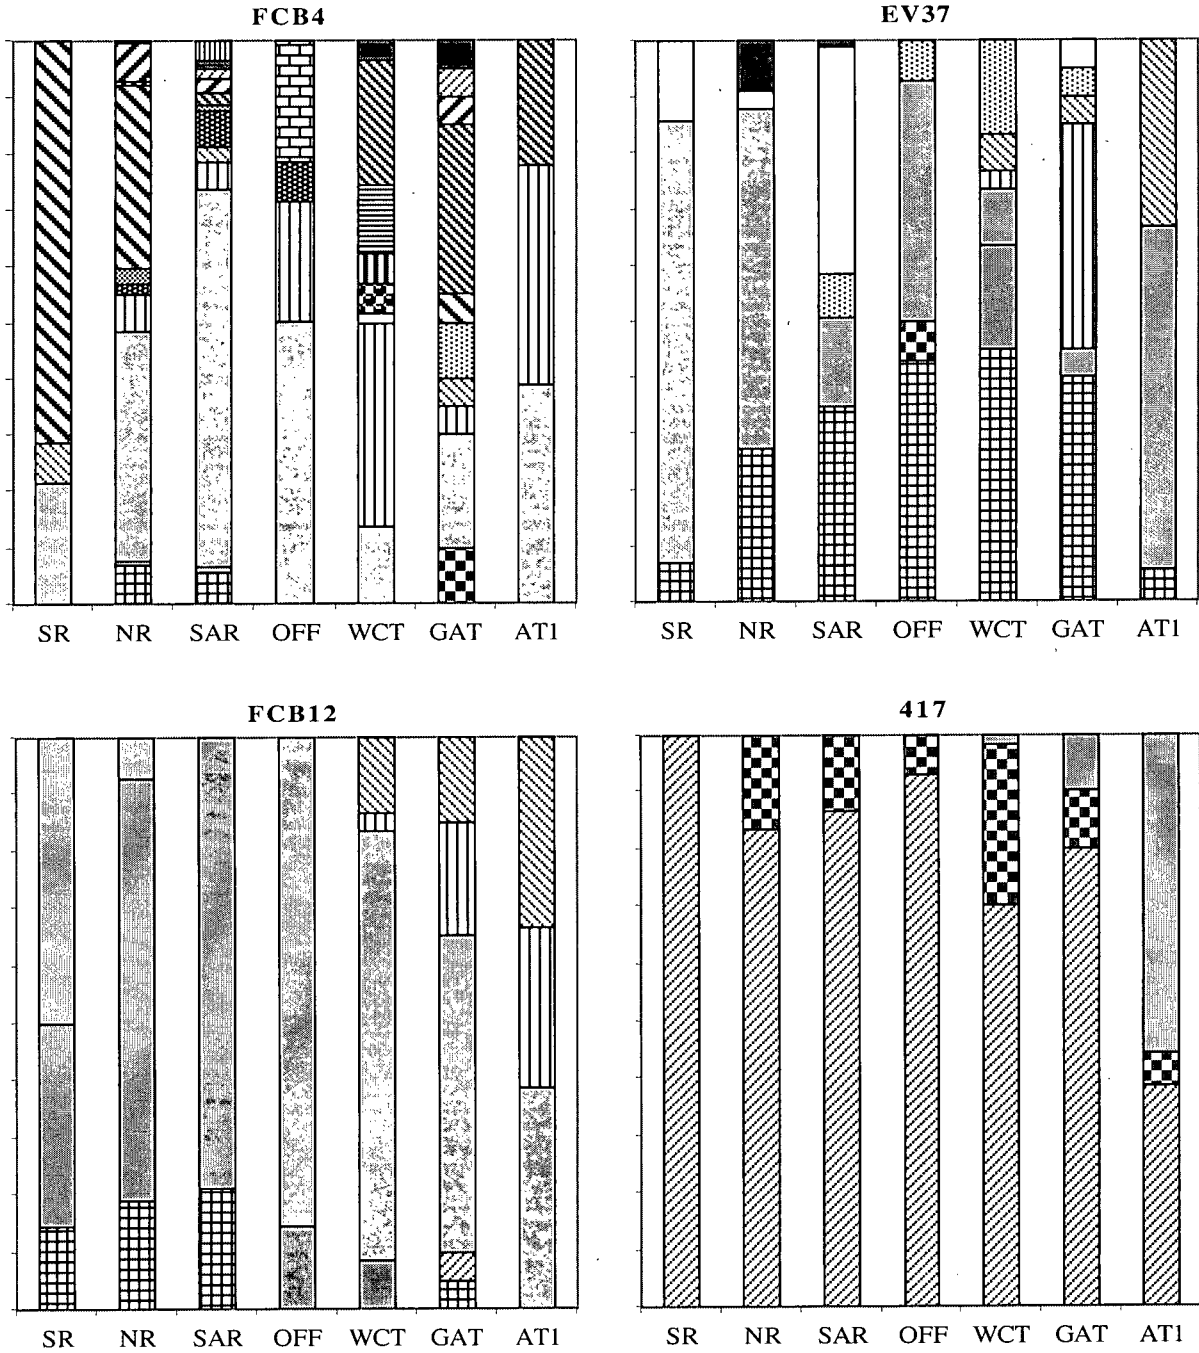 FCB4
EV37
SR NR SAR OFF WCT GAT AT1
SR NR SAR OFF WCT GAT AT1
FCB12
417
SR NR SAR OFF WCT GAT AT1
SR NR SAR OFF WCT GAT AT1